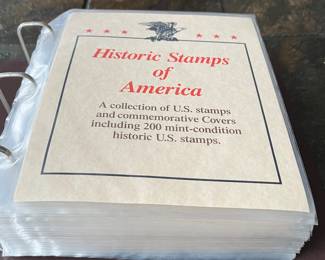 Historic Stamps
of
America
A collection of U.S. stamps
and commemorative Covers
including 200 mint-condition
historic U.S. stamps.